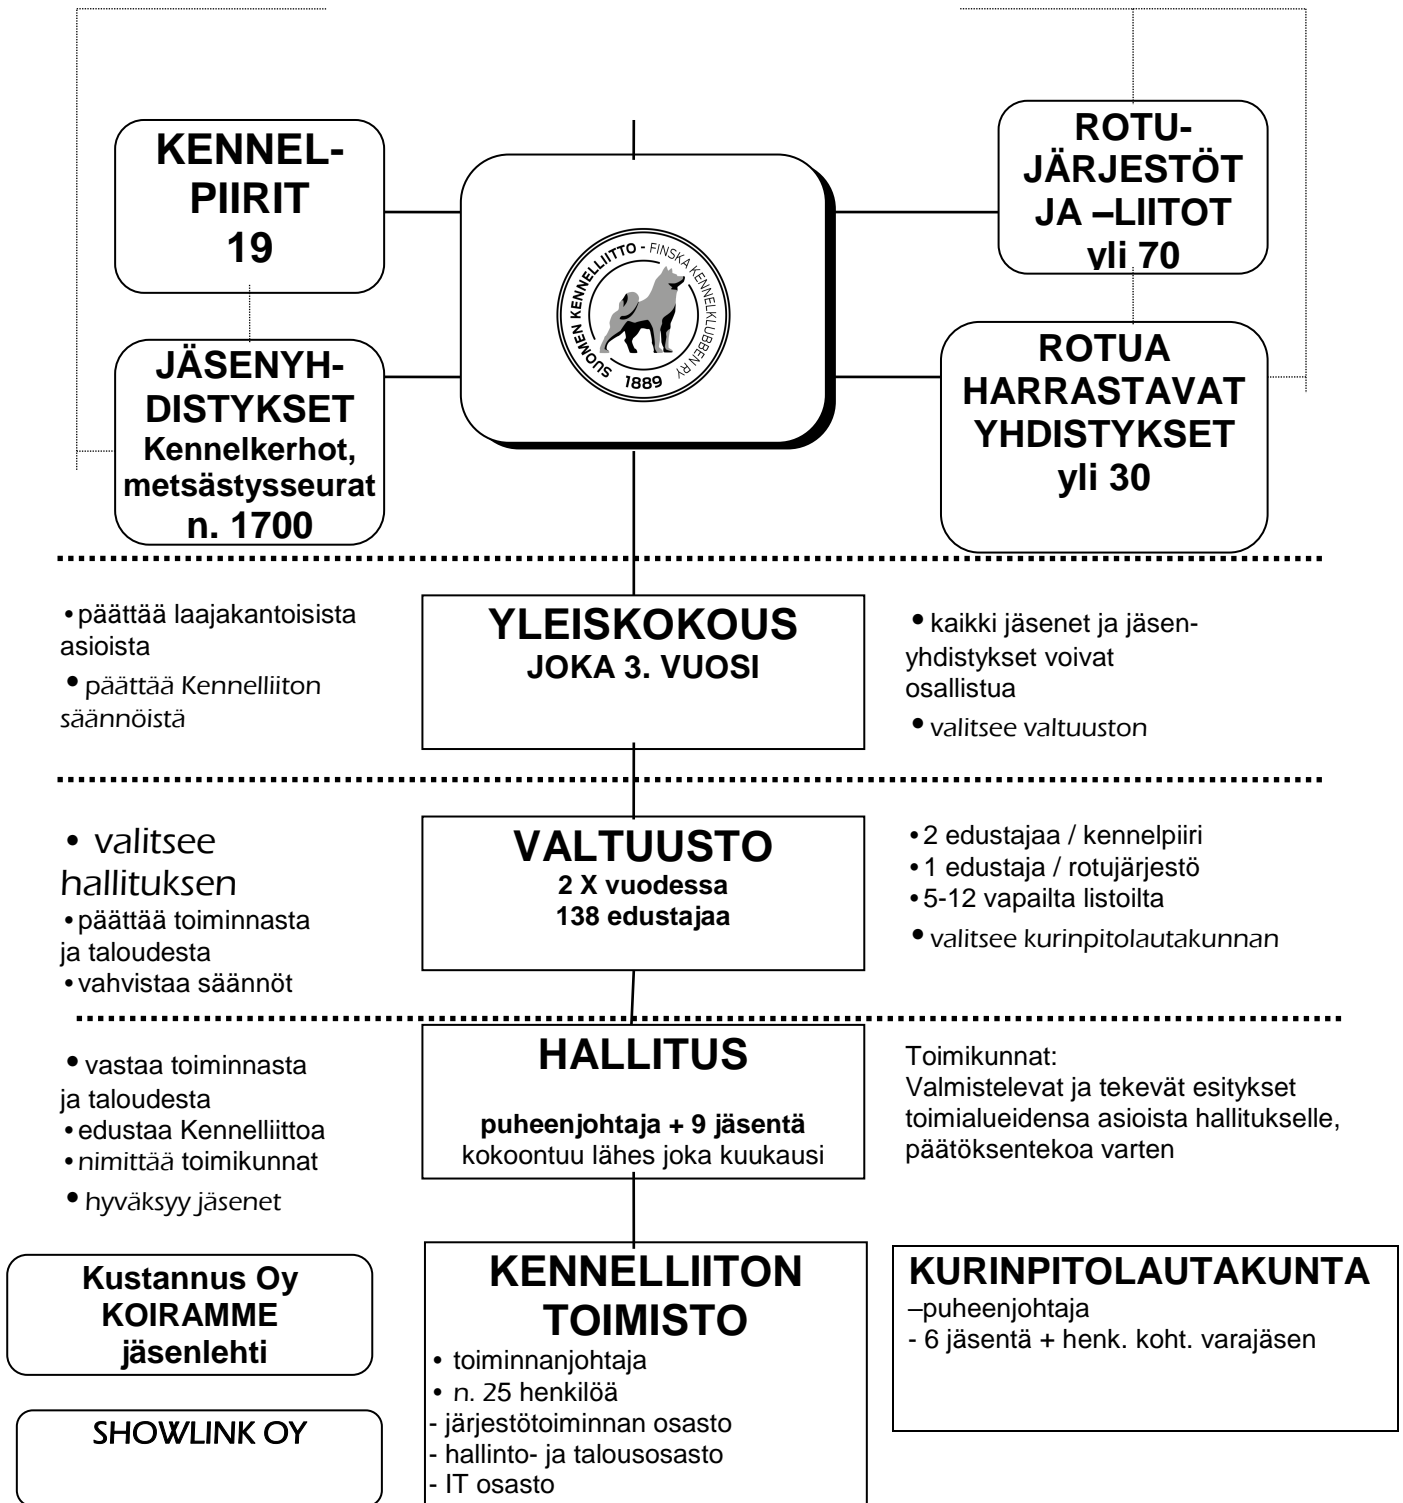 KENNEL-
PIIRIT
19
ROTU-
JÄRJESTÖT
JA –LIITOT
yli 70
SUOMEN KENNELLIITTO - FINSKA KENNELKLUBBEN RY
1889
JÄSENYH-
DISTYKSET
Kennelkerhot,
metsästysseurat
n. 1700
ROTUA
HARRASTAVAT
YHDISTYKSET
yli 30
• päättää laajakantoisista
asioista
• päättää Kennelliiton
säännöistä
YLEISKOKOUS
JOKA 3. VUOSI
• kaikki jäsenet ja jäsen-
yhdistykset voivat
osallistua
• valitsee valtuuston
• valitsee
hallituksen
• päättää toiminnasta
ja taloudesta
• vahvistaa säännöt
VALTUUSTO
2 X vuodessa
138 edustajaa
• 2 edustajaa / kennelpiiri
• 1 edustaja / rotujärjestö
• 5-12 vapailta listoilta
• valitsee kurinpitolautakunnan
• vastaa toiminnasta
ja taloudesta
• edustaa Kennelliittoa
• nimittää toimikunnat
• hyväksyy jäsenet
HALLITUS
puheenjohtaja + 9 jäsentä
kokoontuu lähes joka kuukausi
Toimikunnat:
Valmistelevat ja tekevät esitykset
toimialueidensa asioista hallitukselle,
päätöksentekoa varten
Kustannus Oy
KOIRAMME
jäsenlehti
SHOWLINK OY
KENNELLIITON
TOIMISTO
• toiminnanjohtaja
• n. 25 henkilöä
- järjestötoiminnan osasto
- hallinto- ja talousosasto
- IT osasto
KURINPITOLAUTAKUNTA
–puheenjohtaja
- 6 jäsentä + henk. koht. varajäsen